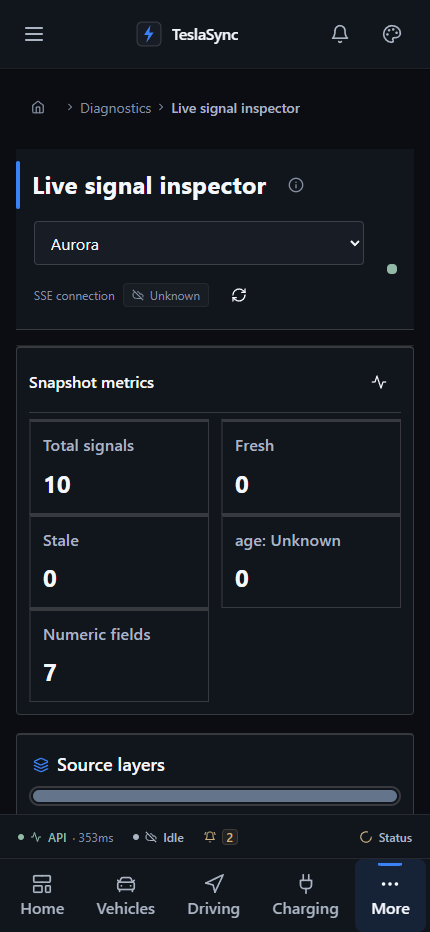 TeslaSync
Diagnostics
Live signal inspector
Live signal inspector
Aurora
SSE connection
Unknown
Snapshot metrics
Total signals
10
Fresh
0
Stale
0
age: Unknown
0
Numeric fields
7
Source layers
API · 353ms
Idle
2
Status
Home
Vehicles
Driving
Charging
More